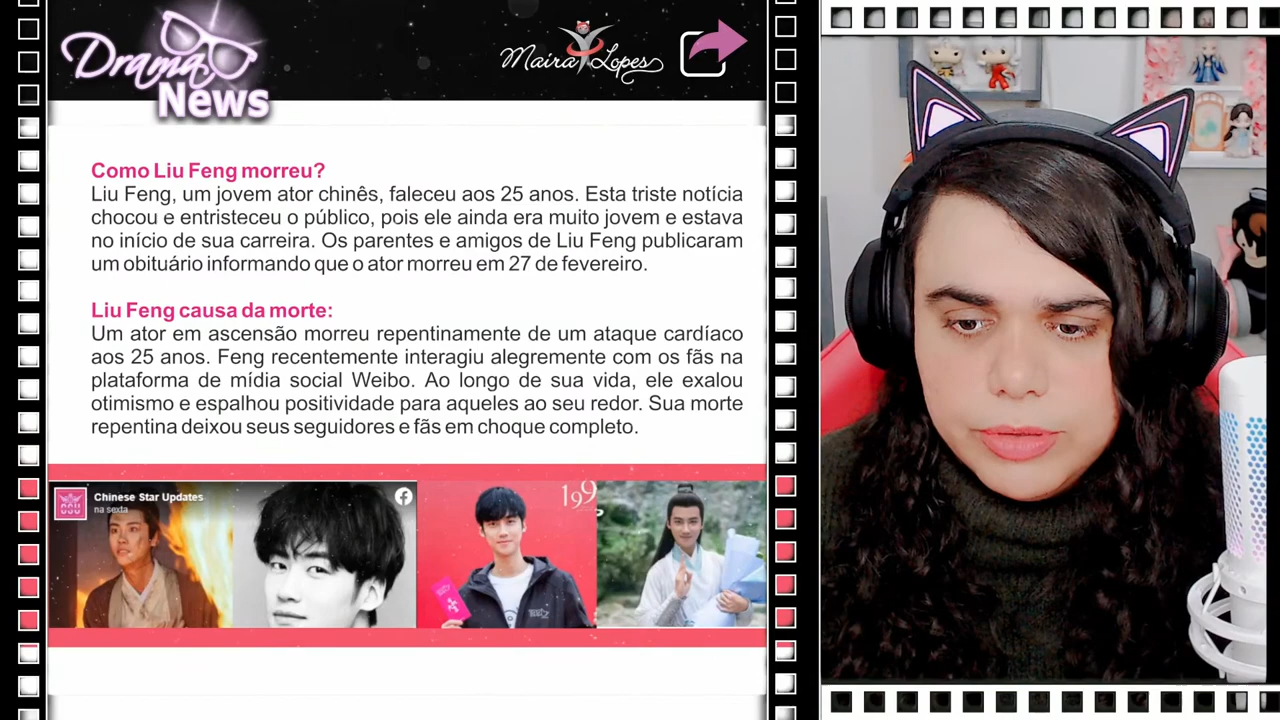 Drama
News
Maira Lopes
Como Liu Feng morreu?
Liu Feng, um jovem ator chinês, faleceu aos 25 anos. Esta triste notícia
chocou e entristeceu o público, pois ele ainda era muito jovem e estava
no início de sua carreira. Os parentes e amigos de Liu Feng publicaram
um obituário informando que o ator morreu em 27 de fevereiro.
Liu Feng causa da morte:
Um ator em ascensão morreu repentinamente de um ataque cardíaco
aos 25 anos. Feng recentemente interagiu alegremente com os fãs na
plataforma de mídia social Weibo. Ao longo de sua vida, ele exalou
otimismo e espalhou positividade para aqueles ao seu redor. Sua morte
repentina deixou seus seguidores e fãs em choque completo.
Chinese Star Updates
na sexta
CSU
199